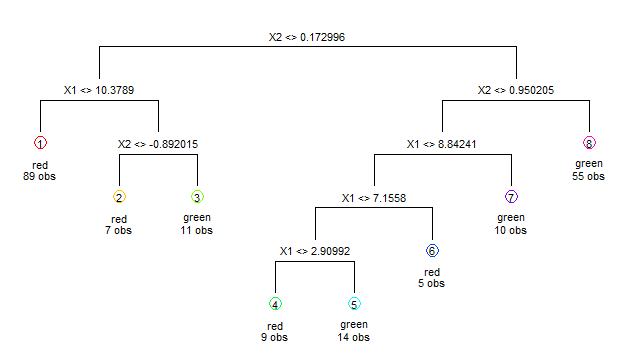 X2 <> 0.172996
X1 <> 10.3789
X2 <> 0.950205
1
red
89 obs
X2 <> -0.892015
X1 <> 8.84241
8
green
55 obs
2
red
7 obs
3
green
11 obs
X1 <> 7.1558
7
green
10 obs
X1 <> 2.90992
6
red
5 obs
4
red
9 obs
5
green
14 obs